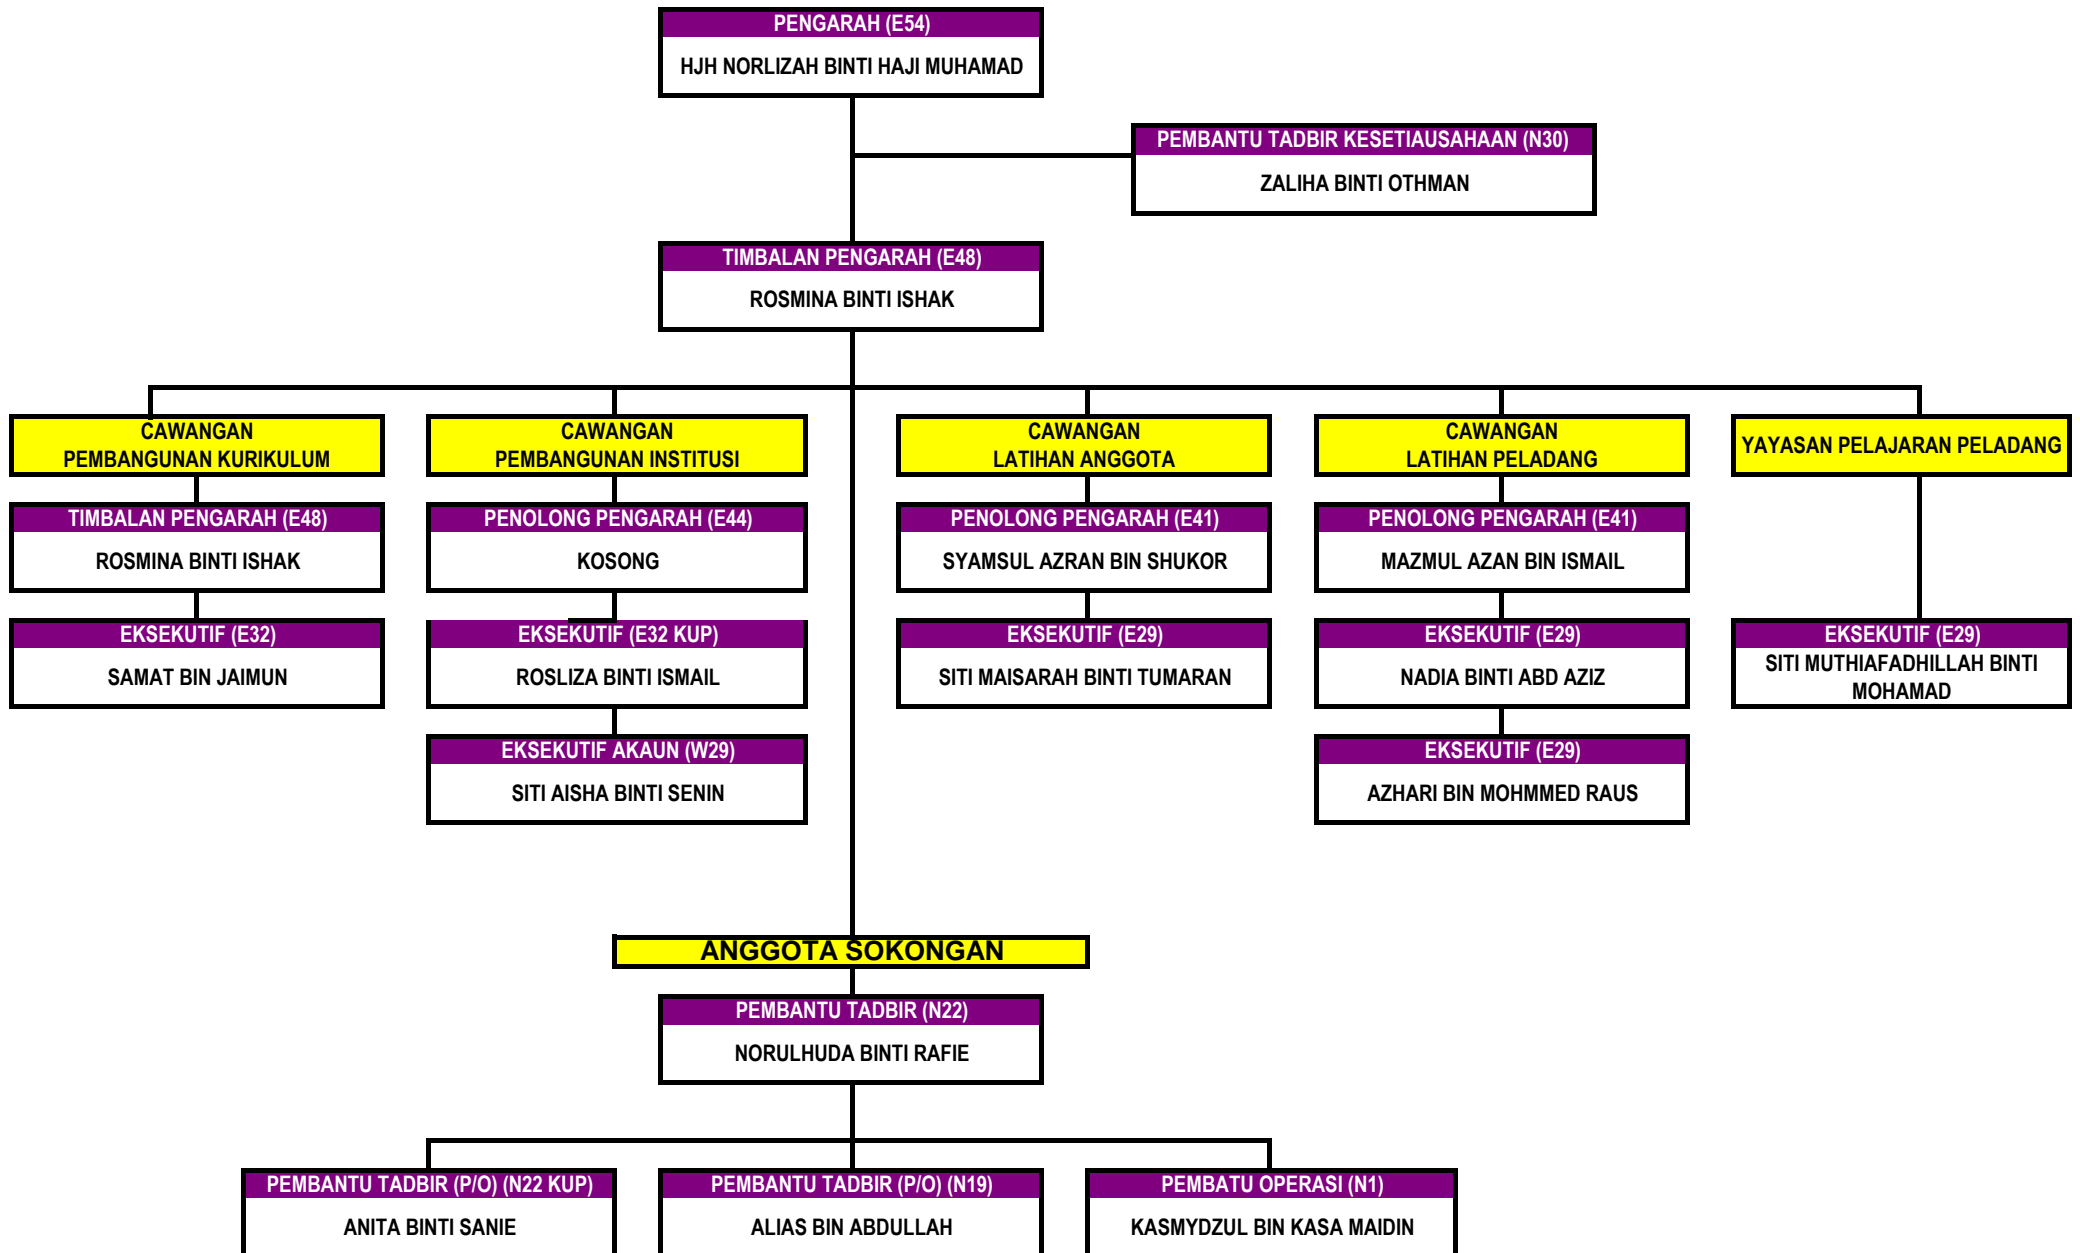 PENGARAH (E54)
HJH NORLIZAH BINTI HAJI MUHAMAD
PEMBANTU TADBIR KESETIAUSAHAAN (N30)
ZALIHA BINTI OTHMAN
TIMBALAN PENGARAH (E48)
ROSMINA BINTI ISHAK
CAWANGAN
PEMBANGUNAN KURIKULUM
TIMBALAN PENGARAH (E48)
ROSMINA BINTI ISHAK
EKSEKUTIF (E32)
SAMAT BIN JAIMUN
CAWANGAN
PEMBANGUNAN INSTITUSI
PENOLONG PENGARAH (E44)
KOSONG
EKSEKUTIF (E32 KUP)
ROSLIZA BINTI ISMAIL
EKSEKUTIF AKAUN (W29)
SITI AISHA BINTI SENIN
CAWANGAN
LATIHAN ANGGOTA
PENOLONG PENGARAH (E41)
SYAMSUL AZRAN BIN SHUKOR
EKSEKUTIF (E29)
SITI MAISARAH BINTI TUMARAN
CAWANGAN
LATIHAN PELADANG
PENOLONG PENGARAH (E41)
MAZMUL AZAN BIN ISMAIL
EKSEKUTIF (E29)
NADIA BINTI ABD AZIZ
EKSEKUTIF (E29)
AZHARI BIN MOHMMED RAUS
YAYASAN PELAJARAN PELADANG
EKSEKUTIF (E29)
SITI MUTHIAFADHILLAH BINTI
MOHAMAD
ANGGOTA SOKONGAN
PEMBANTU TADBIR (N22)
NORULHUDA BINTI RAFIE
PEMBANTU TADBIR (P/O) (N22 KUP)
ANITA BINTI SANIE
PEMBANTU TADBIR (P/O) (N19)
ALIAS BIN ABDULLAH
PEMBATU OPERASI (N1)
KASMYDZUL BIN KASA MAIDIN